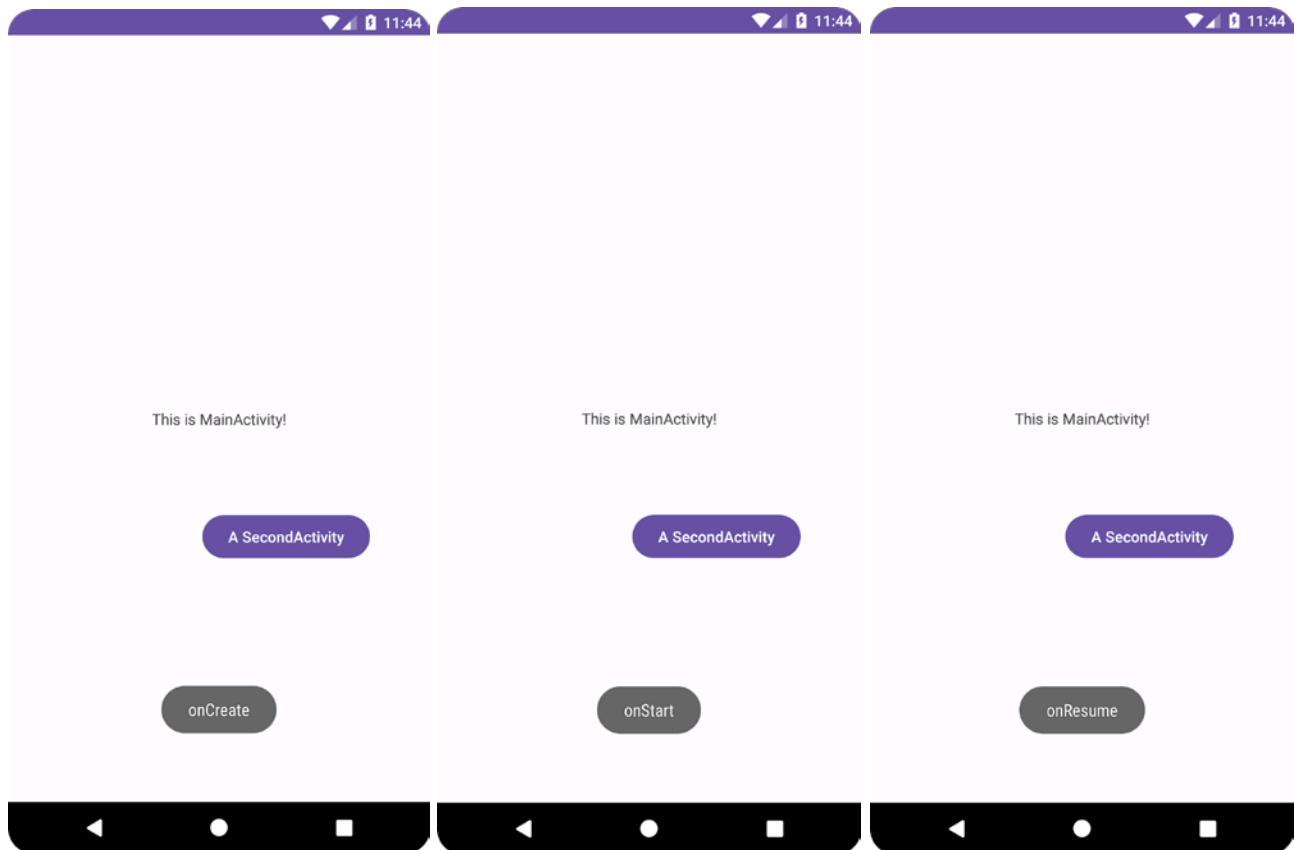 11:44
This is MainActivity!
A SecondActivity
onCreate
11:44
This is MainActivity!
A SecondActivity
onStart
11:44
This is MainActivity!
A SecondActivity
onResume